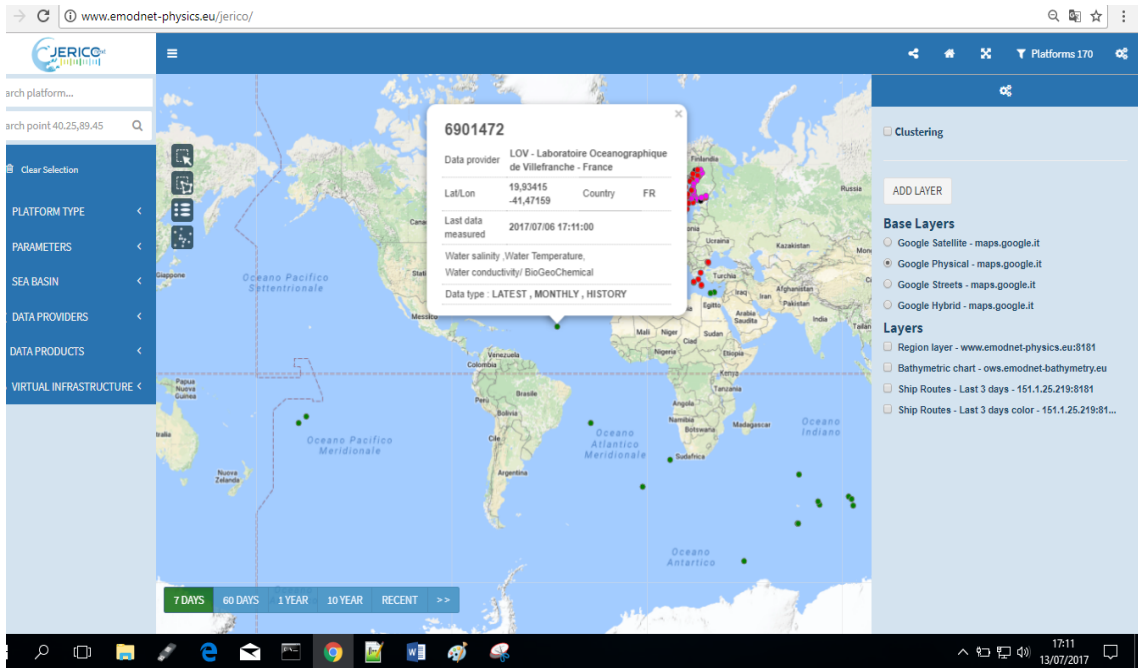 www.emodnet-physics.eu/jerico/
JERICO
Platforms 170
arch platform...
arch point 40.25,89.45
Clear Selection
PLATFORM TYPE <
PARAMETERS <
SEA BASIN <
DATA PROVIDERS <
DATA PRODUCTS <
VIRTUAL INFRASTRUCTURE <
6901472
×
Data provider LOV - Laboratoire Oceanographique
de Villefranche - France
Lat/Lon 19,93415 Country FR
-41,47159
Last data
measured 2017/07/06 17:11:00
Water salinity ,Water Temperature,
Water conductivity/ BioGeoChemical
Data type : LATEST , MONTHLY , HISTORY
Finlandia
Russia
Cana
Ucraina
Kazakistan
Mon
Giappone
Oceano Pacifico
Settentrionale
Stati
Turchia
Iraq
Iran
Afghanistan
Pakistan
Egitto
Arabia
Saudita
India
Messico
Mali
Niger
Ciad
Sudan
Tailan
Venezuela
Colombia
Nigeria
Etiopia
Kenya
Tanzania
Papua
Nuova
Guinea
Perù
Brasile
Bolivia
Angola
Namibia
Botswana
Madagascar
Oceano
Indiano
tralia
Oceano Pacifico
Meridionale
Cile
Oceano
Atlantico
Meridionale
Sudafrica
Nuova
Zelanda
Argentina
Oceano
Antartico
7 DAYS
60 DAYS
1 YEAR
10 YEAR
RECENT
>>
Clustering
ADD LAYER
Base Layers
Google Satellite - maps.google.it
Google Physical - maps.google.it
Google Streets - maps.google.it
Google Hybrid - maps.google.it
Layers
Region layer - www.emodnet-physics.eu:8181
Bathymetric chart - ows.emodnet-bathymetry.eu
Ship Routes - Last 3 days - 151.1.25.219:8181
Ship Routes - Last 3 days color - 151.1.25.219:81...
17:11
13/07/2017